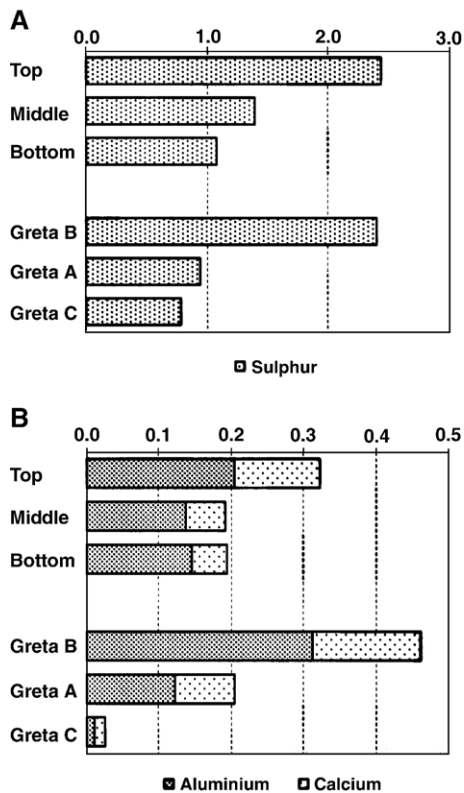 A
0.0 1.0 2.0 3.0
Top
Middle
Bottom
Greta B
Greta A
Greta C
Sulphur
B
0.0 0.1 0.2 0.3 0.4 0.5
Top
Middle
Bottom
Greta B
Greta A
Greta C
Aluminium Calcium